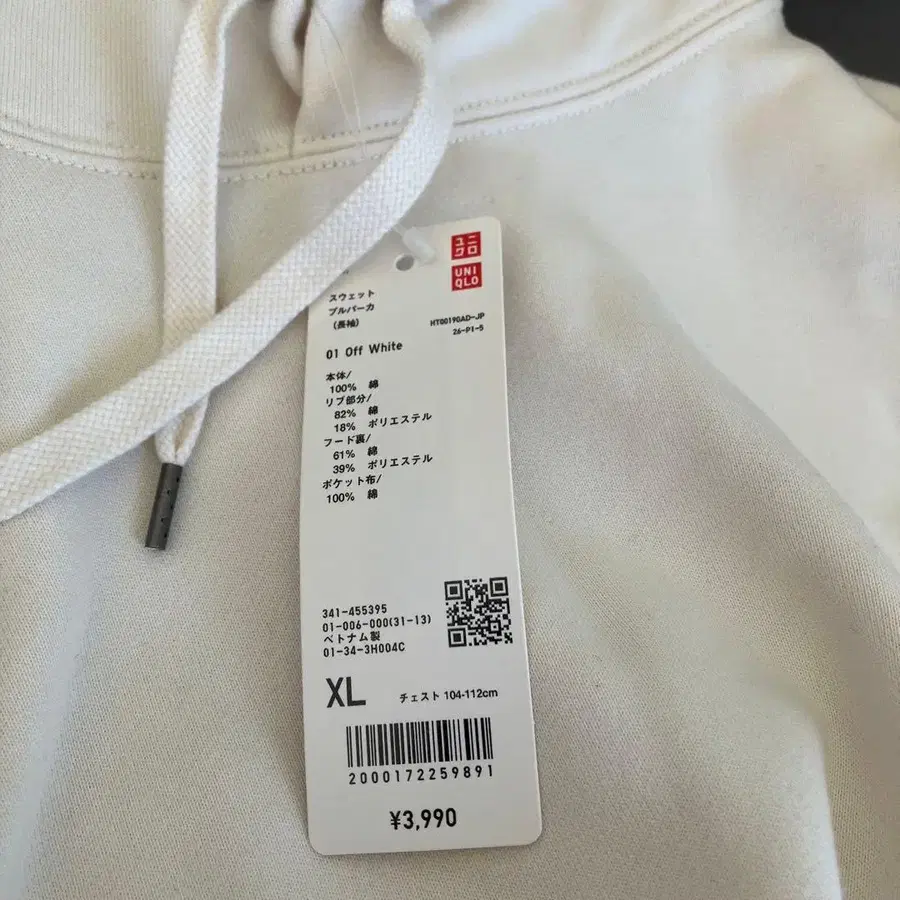 ユニ
クロ
UNI
QLO
スウェット
プルパーカ
(長袖)
HT00190AD-JP
26-P1-5
01 Off White
本体/
100% 綿
リブ部分/
82% 綿
18% ポリエステル
フード裏/
61% 綿
39% ポリエステル
ポケット布/
100% 綿
341-455395
01-006-000(31-13)
ベトナム製
01-34-3H004C
XL チェスト 104-112cm
2000172259891
¥3,990